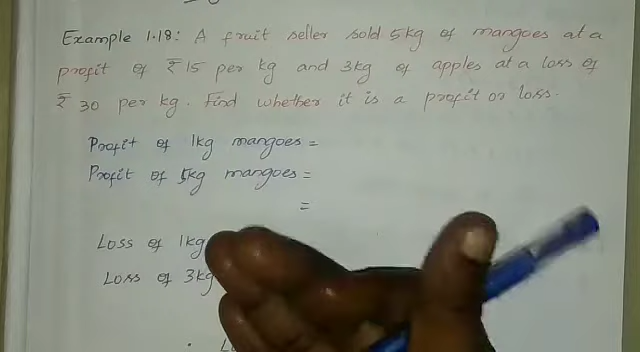 Example 1.18: A fruit seller sold 5kg of mangoes at a
profit of ₹15 per kg and 3kg of apples at a loss of
₹30 per kg. Find whether it is a profit or loss.
Profit of 1kg mangoes =
Profit of 5kg mangoes =
=
Loss of 1kg
Loss of 3kg